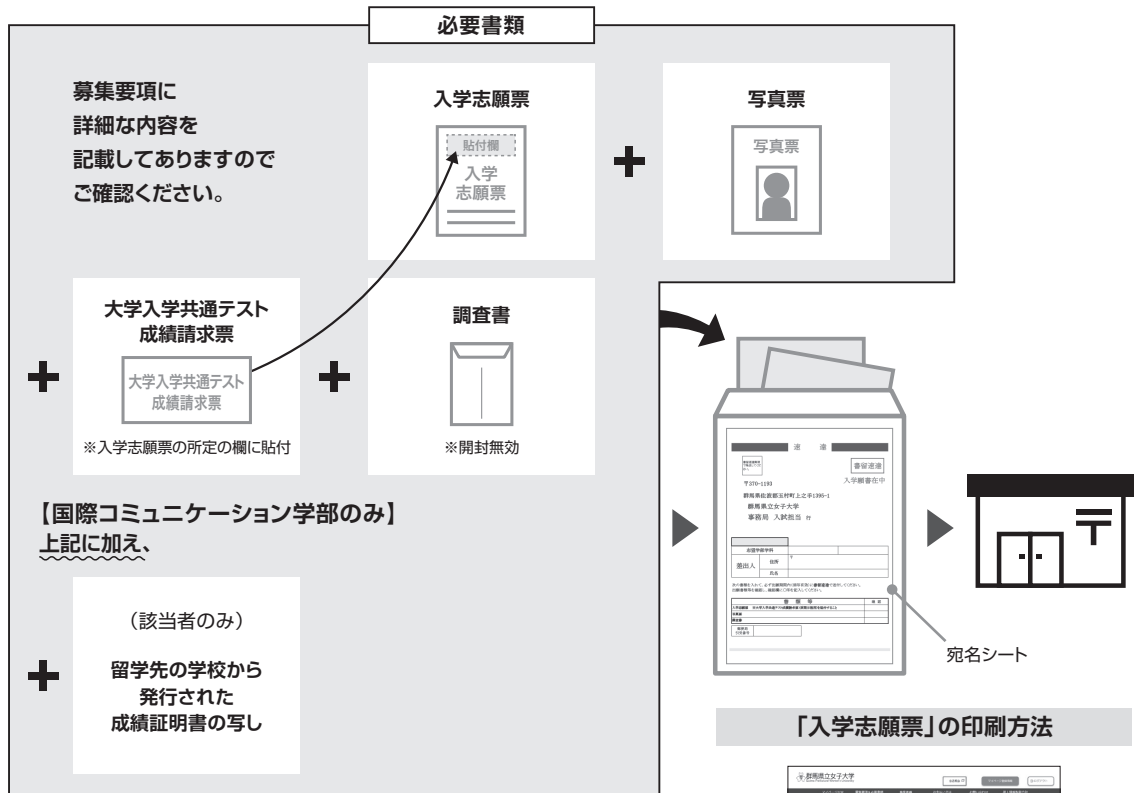 必要書類
募集要項に
詳細な内容を
記載してありますので
ご確認ください。
入学志願票
貼付欄
入学
志願票
写真票
写真票
大学入学共通テスト
成績請求票
大学入学共通テスト
成績請求票
※入学志願票の所定の欄に貼付
調査書
※開封無効
【国際コミュニケーション学部のみ】
上記に加え、
(該当者のみ)
留学先の学校から
発行された
成績証明書の写し
速 達
書留速達
入学願書在中
〒370-1193
群馬県佐波郡玉村町上之手1395-1
群馬県立女子大学
事務局 入試担当 行
志望学部学科
差出人
住所
〒
氏名
宛名シート
「入学志願票」の印刷方法
群馬県立女子大学